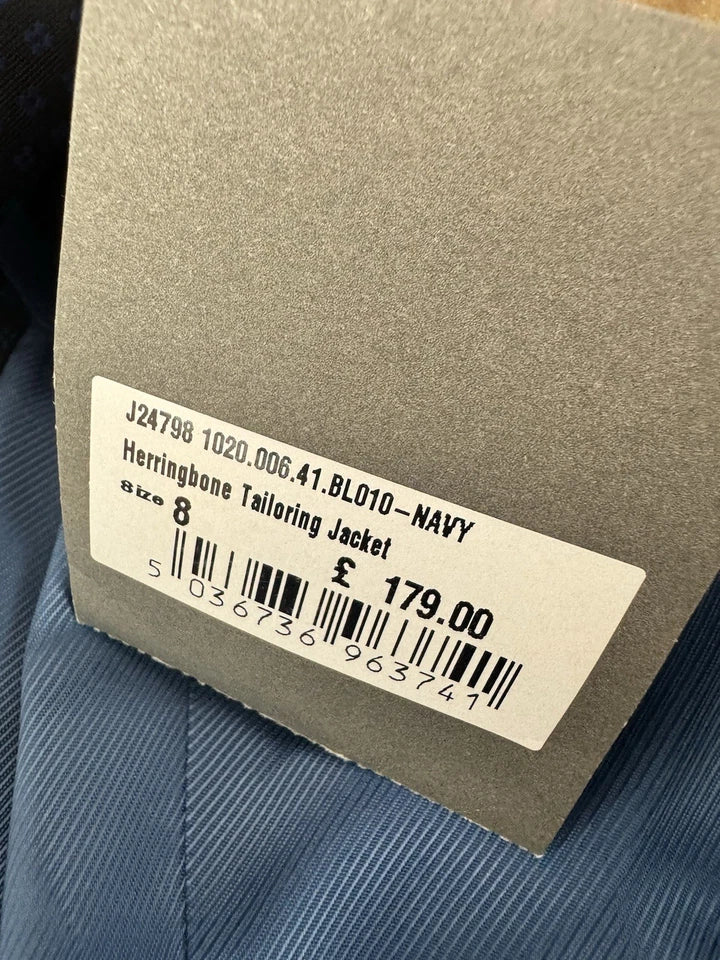 J24798 1020.006.41.BL010-NAVY
Herringbone Tailoring Jacket
Size 8
£ 179.00
5 036736 963741